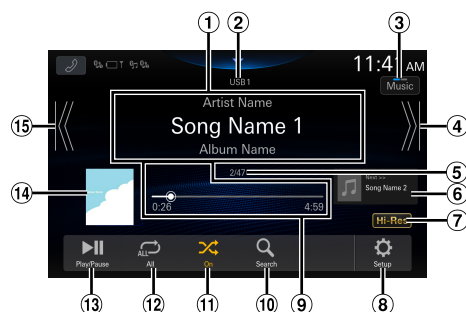 1 2 3
11:41 AM
USB1
Music
Artist Name
Song Name 1
Album Name
15
4
2/47
5
Next >>
Song Name 2
6
14
0:26 4:59
Hi-Res
7
ALL
Play/Pause All On Search Setup
13 12 11 10 9 8